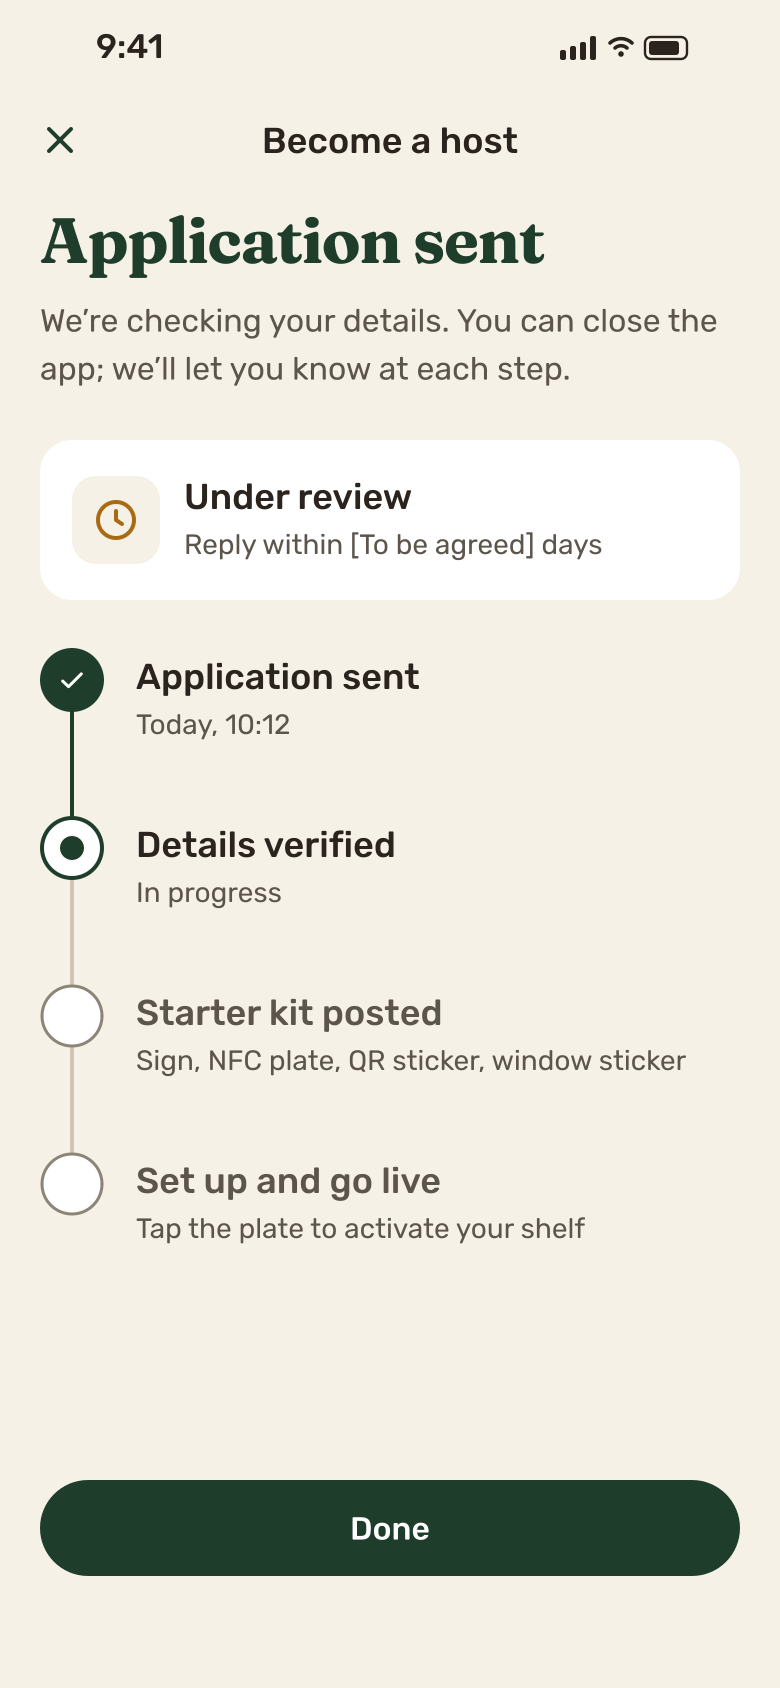 9:41
Become a host
Application sent
We’re checking your details. You can close the
app; we’ll let you know at each step.
Under review
Reply within [To be agreed] days
Application sent
Today, 10:12
Details verified
In progress
Starter kit posted
Sign, NFC plate, QR sticker, window sticker
Set up and go live
Tap the plate to activate your shelf
Done